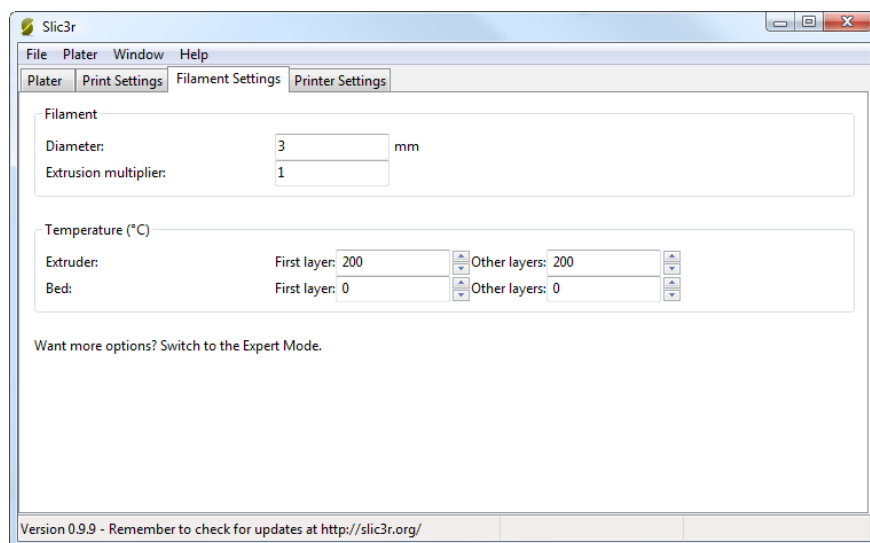 Slic3r
File Plater Window Help
Plater Print Settings Filament Settings Printer Settings
Filament
Diameter: 3 mm
Extrusion multiplier: 1
Temperature (°C)
Extruder: First layer: 200 Other layers: 200
Bed: First layer: 0 Other layers: 0
Want more options? Switch to the Expert Mode.
Version 0.9.9 - Remember to check for updates at http://slic3r.org/